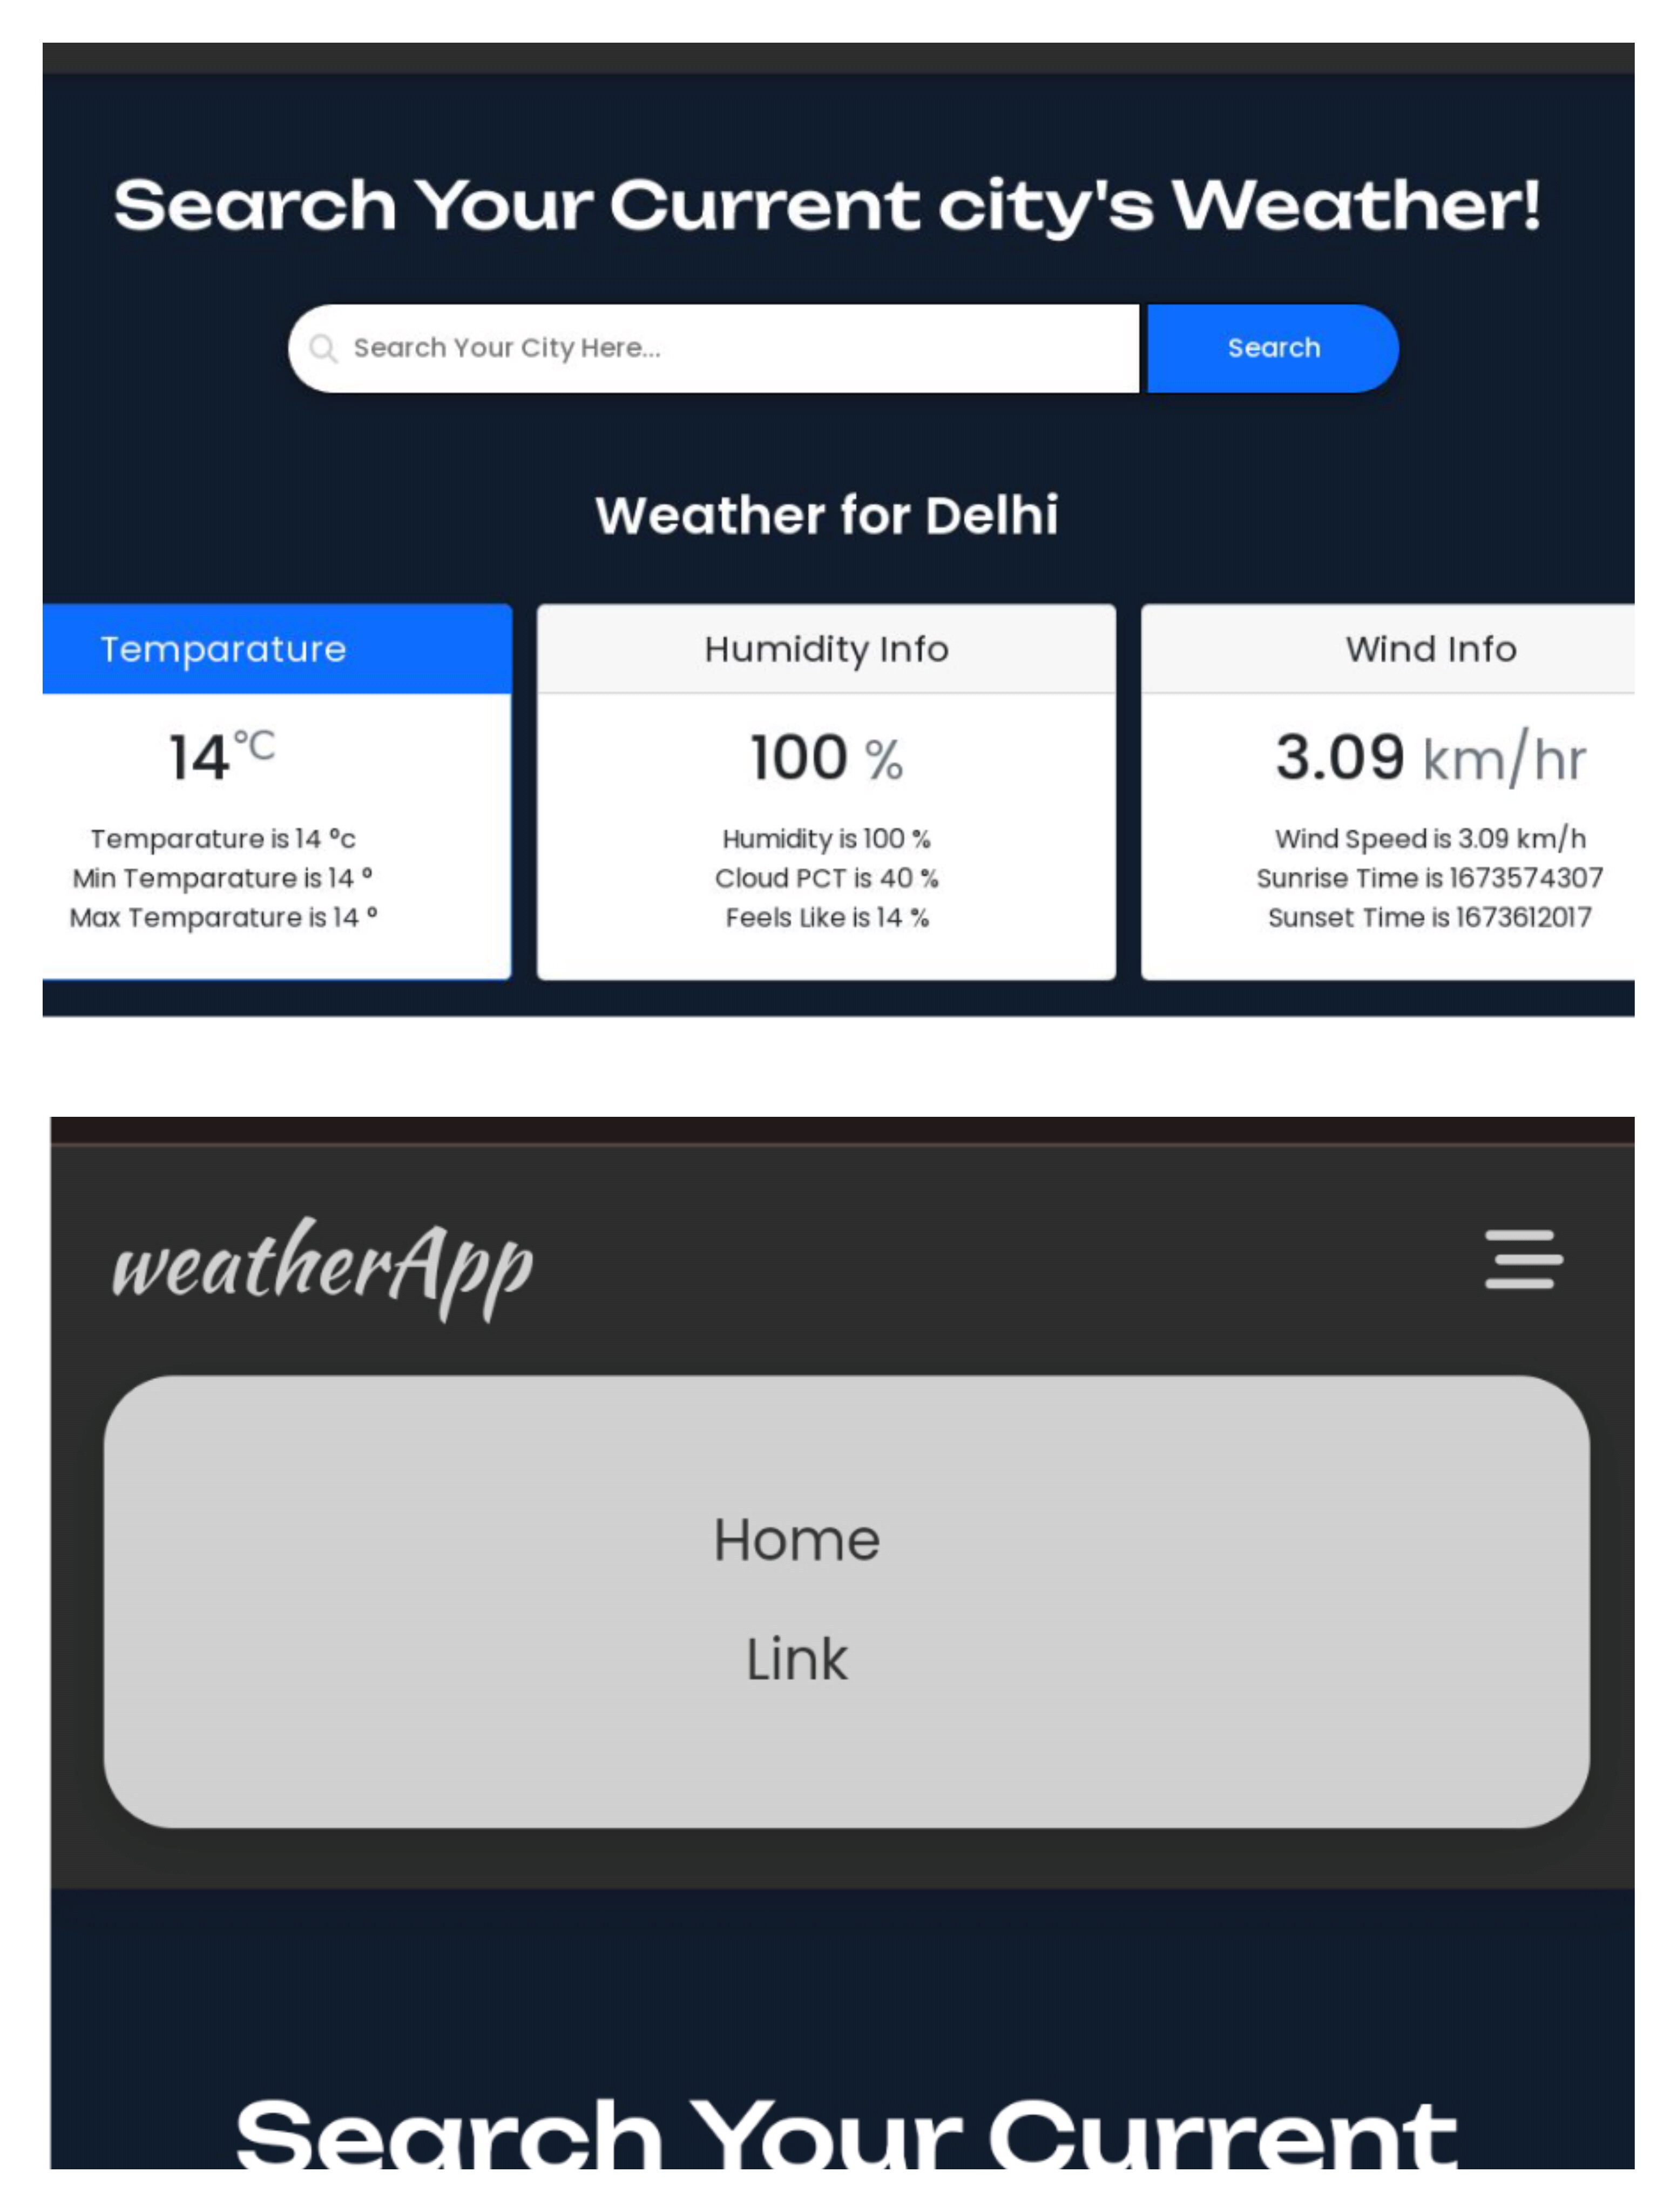 Search Your Current city's Weather!
Search Your City Here...
Search
Weather for Delhi
Temparature
14 °C
Temparature is 14 °c
Min Temparature is 14 °
Max Temparature is 14 °
Humidity Info
100 %
Humidity is 100 %
Cloud PCT is 40 %
Feels Like is 14 %
Wind Info
3.09 km/hr
Wind Speed is 3.09 km/h
Sunrise Time is 1673574307
Sunset Time is 1673612017
weatherApp
Home
Link
Search Your Current